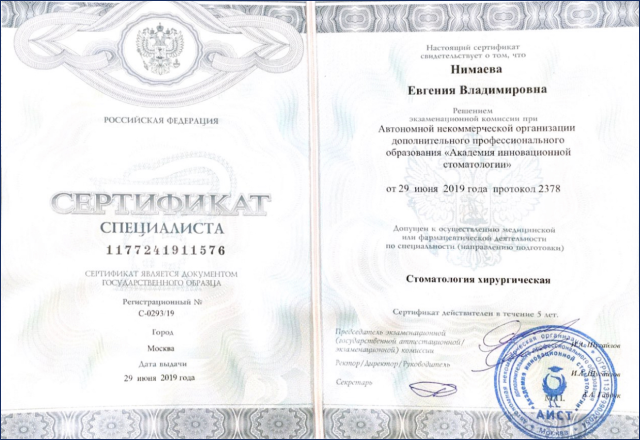 РОССИЙСКАЯ ФЕДЕРАЦИЯ
СЕРТИФИКАТ
СПЕЦИАЛИСТА
1177241911576
СЕРТИФИКАТ ЯВЛЯЕТСЯ ДОКУМЕНТОМ
ГОСУДАРСТВЕННОГО ОБРАЗЦА
Регистрационный №
С-0293/19
Город
Москва
Дата выдачи
29 июня 2019 года
Настоящий сертификат
свидетельствует о том, что
Нимаева
Евгения Владимировна
Решением
экзаменационной комиссии при
Автономной некоммерческой организации
дополнительного профессионального
образования «Академия инновационной
стоматологии»
от 29 июня 2019 года протокол 2378
Допущен к осуществлению медицинской
или фармацевтической деятельности
по специальности (направлению подготовки)
Стоматология хирургическая
Сертификат действителен в течение 5 лет.
Председатель экзаменационной
(государственной аттестационной/
экзаменационной) комиссии
Ректор/Директор/Руководитель
Секретарь
М.П.
Академия инновационной стоматологии
АИСТ
Москва